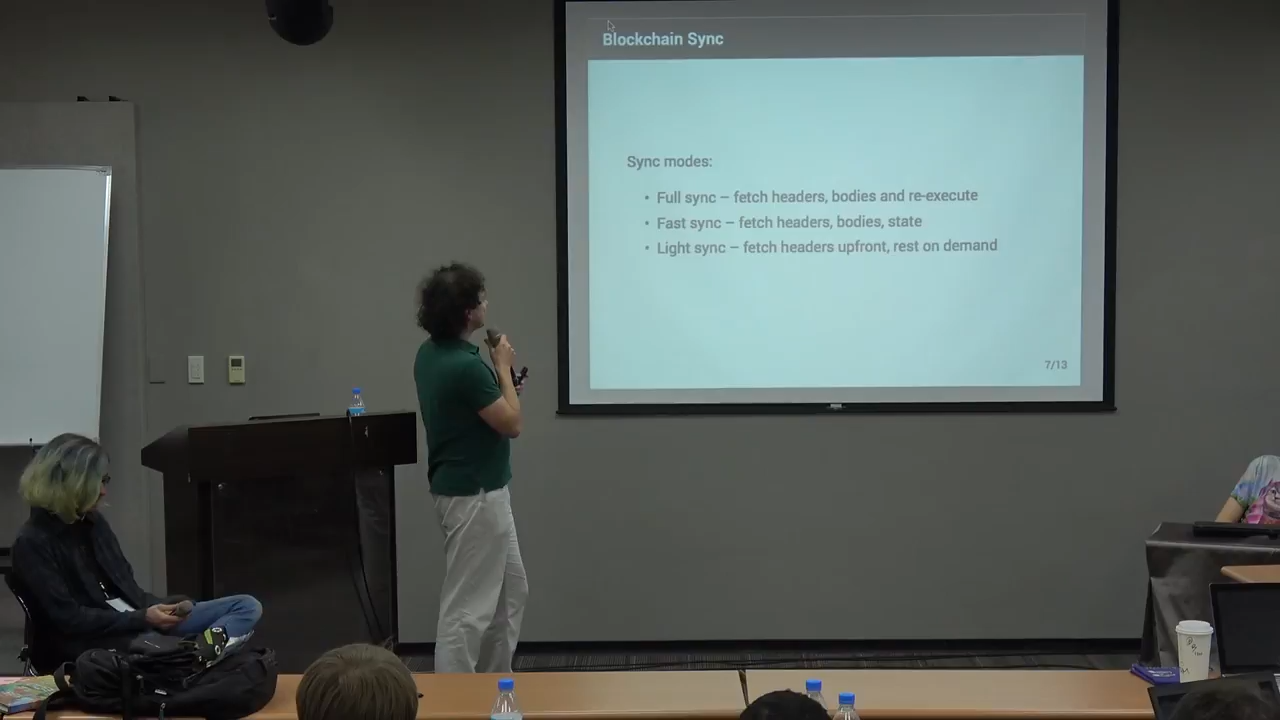 Blockchain Sync
Sync modes:
• Full sync – fetch headers, bodies and re-execute
• Fast sync – fetch headers, bodies, state
• Light sync – fetch headers upfront, rest on demand
7/13